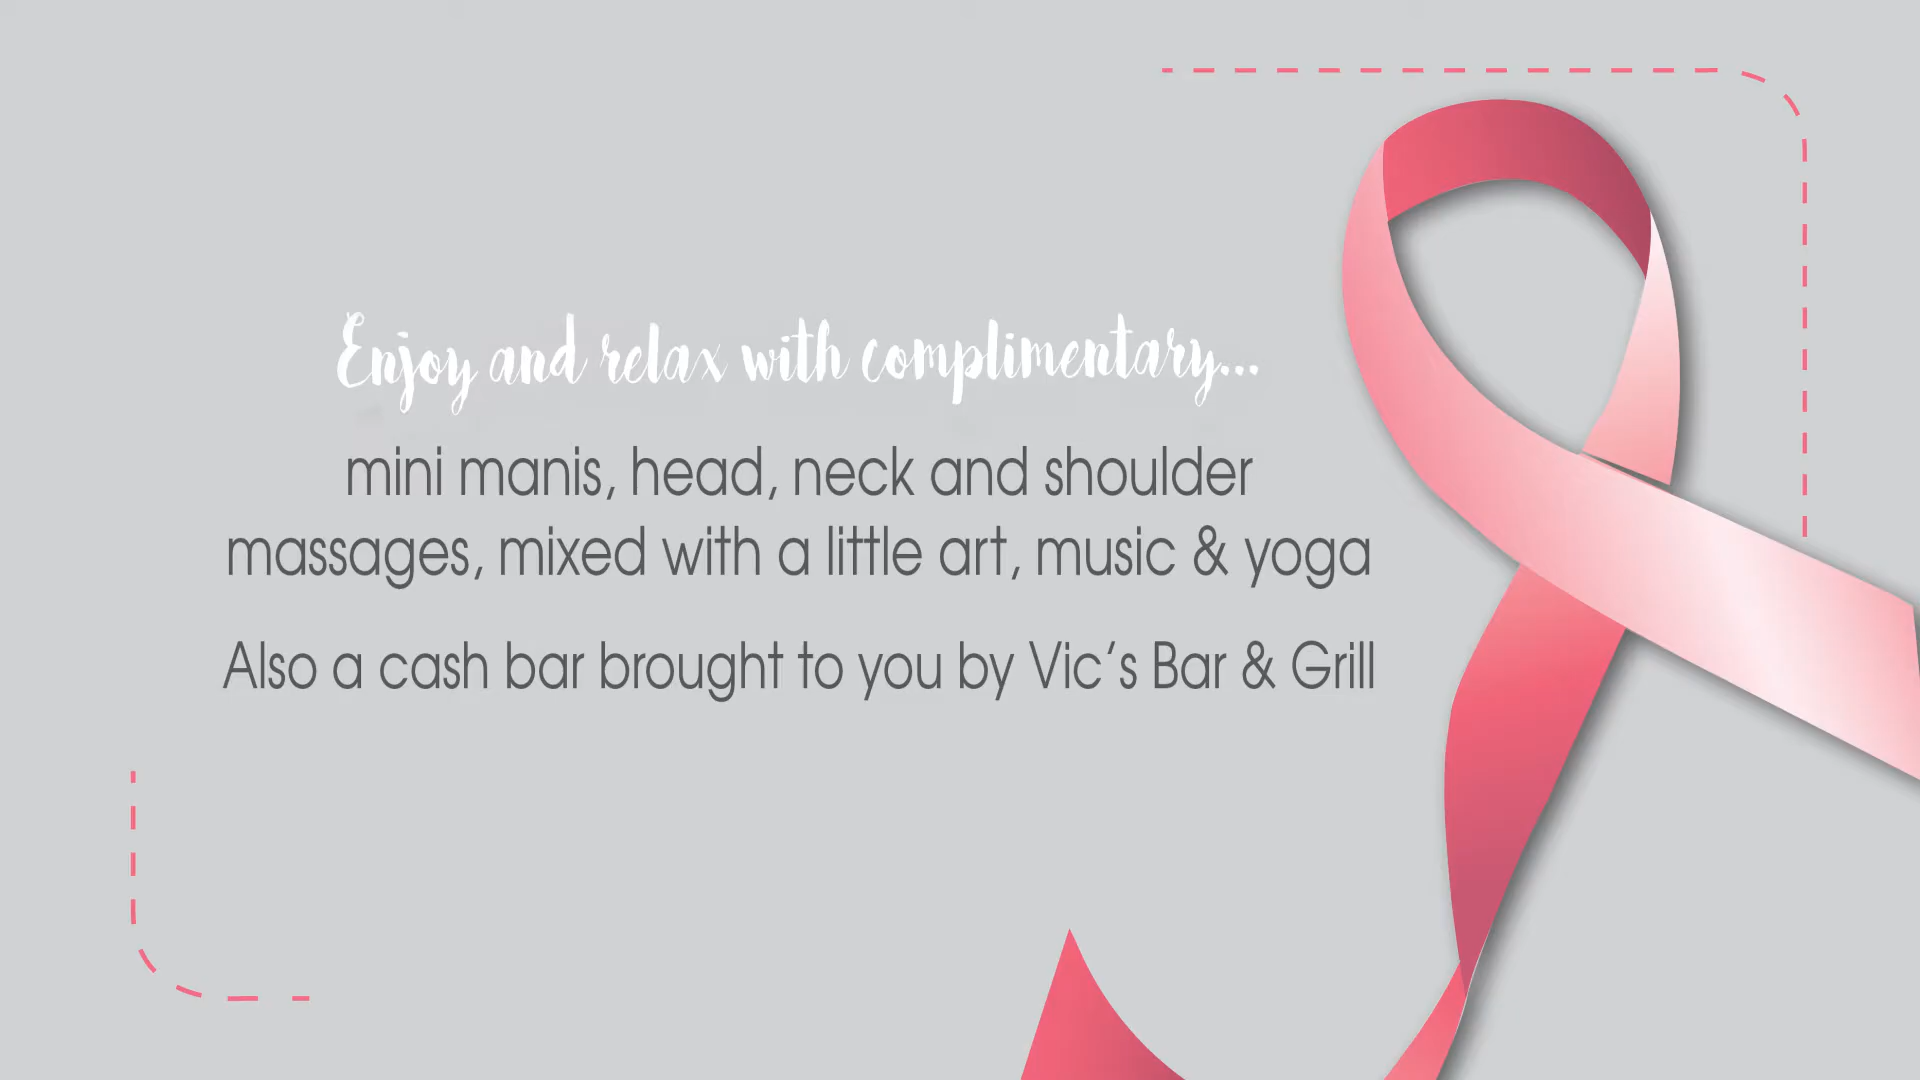 Enjoy and relax with complimentary...
mini manis, head, neck and shoulder
massages, mixed with a little art, music & yoga
Also a cash bar brought to you by Vic's Bar & Grill